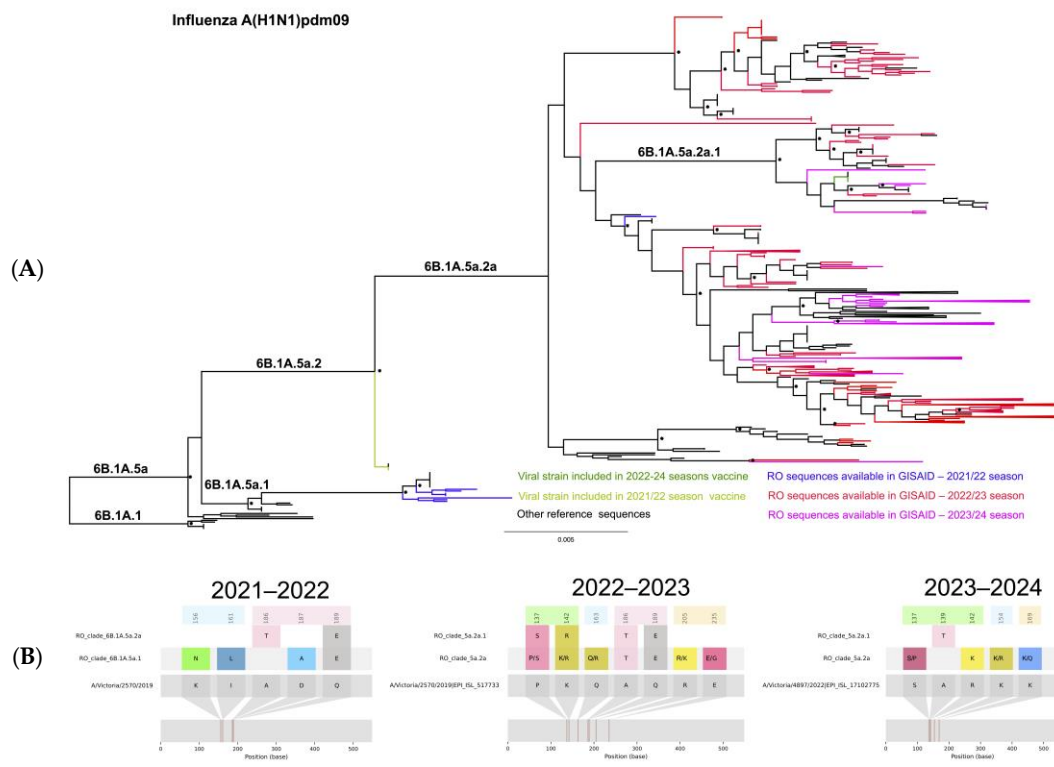 Influenza A(H1N1)pdm09
(A)
6B.1A.5a.2a.1
6B.1A.5a.2a
6B.1A.5a.2
6B.1A.5a
6B.1A.5a.1
6B.1A.1
Viral strain included in 2022-24 seasons vaccine
RO sequences available in GISAID – 2021/22 season
Viral strain included in 2021/22 season vaccine
RO sequences available in GISAID – 2022/23 season
Other reference sequences
RO sequences available in GISAID – 2023/24 season
0.005
(B)
2021–2022
156 161 186 187 189
RO_clade_6B.1A.5a.2a T E
RO_clade_6B.1A.5a.1 N L A E
A/Victoria/2570/2019 K I A D Q
0 100 200 300 400 500
Position (base)
2022–2023
137 142 163 186 189 205 235
RO_clade_5a.2a.1 S R T E
RO_clade_5a.2a P/S K/R Q/R T E R/K E/G
A/Victoria/2570/2019|EPI_ISL_517733 P K Q A Q R E
0 100 200 300 400 500
Position (base)
2023–2024
137 139 142 154 169
RO_clade_5a.2a.1 T
RO_clade_5a.2a S/P K K/R K/Q
A/Victoria/4897/2022|EPI_ISL_17102775 S A R K K
0 100 200 300 400 500
Position (base)